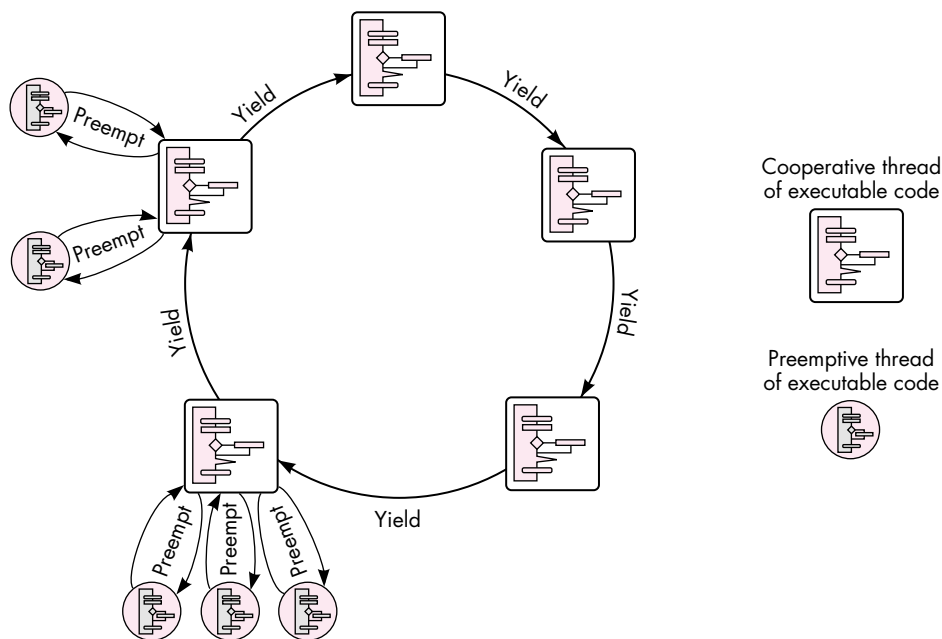 Yield
Yield
Preempt
Preempt
Yield
Yield
Yield
Preempt
Preempt
Preempt
Cooperative thread
of executable code
Preemptive thread
of executable code